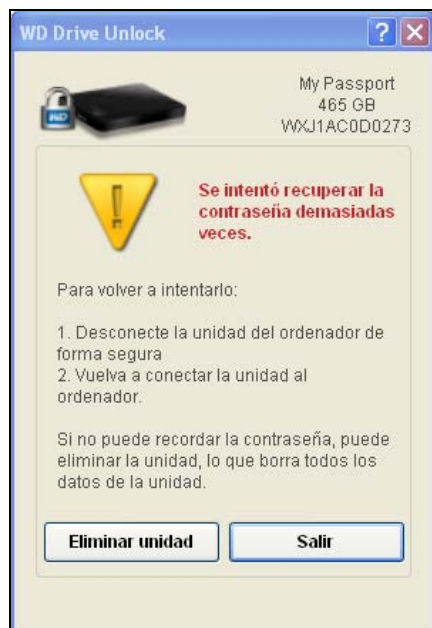 WD Drive Unlock
My Passport
465 GB
WXJ1AC0D0273
WD
Se intentó recuperar la
contraseña demasiadas
veces.
Para volver a intentarlo:
1. Desconecte la unidad del ordenador de
forma segura
2. Vuelva a conectar la unidad al
ordenador.
Si no puede recordar la contraseña, puede
eliminar la unidad, lo que borra todos los
datos de la unidad.
Eliminar unidad
Salir